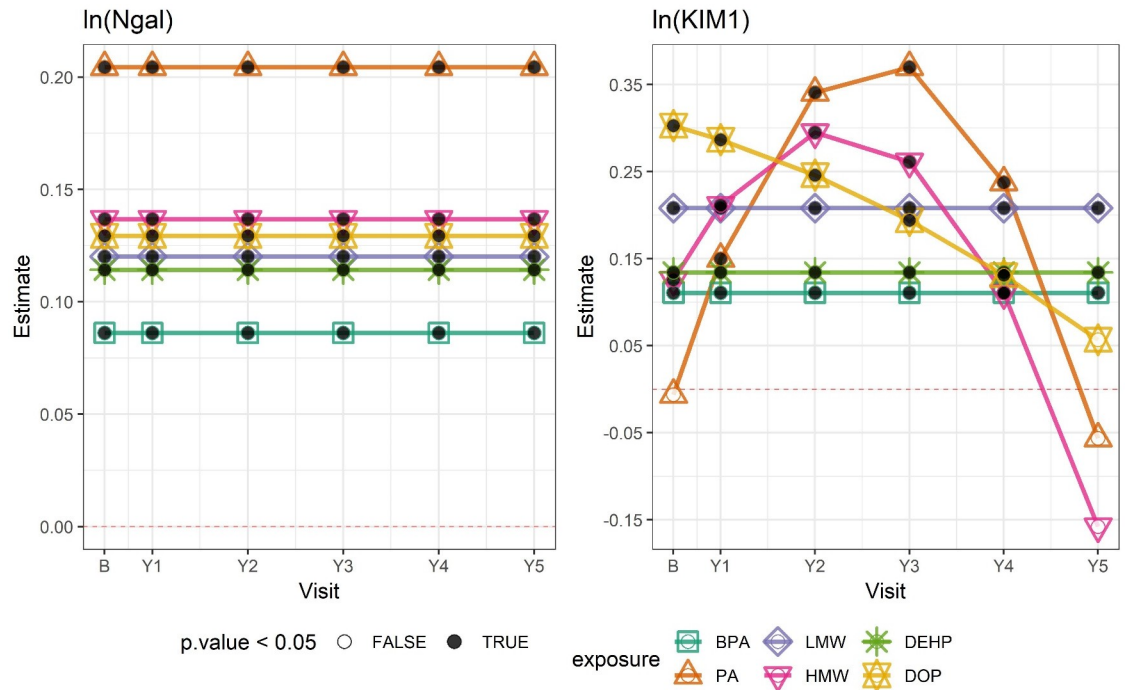 ln(Ngal)
0.20
0.15
0.10
0.05
0.00
Estimate
B Y1 Y2 Y3 Y4 Y5
Visit
ln(KIM1)
0.35
0.25
0.15
0.05
-0.05
-0.15
Estimate
B Y1 Y2 Y3 Y4 Y5
Visit
p.value < 0.05 FALSE TRUE
exposure
BPA LMW DEHP
PA HMW DOP